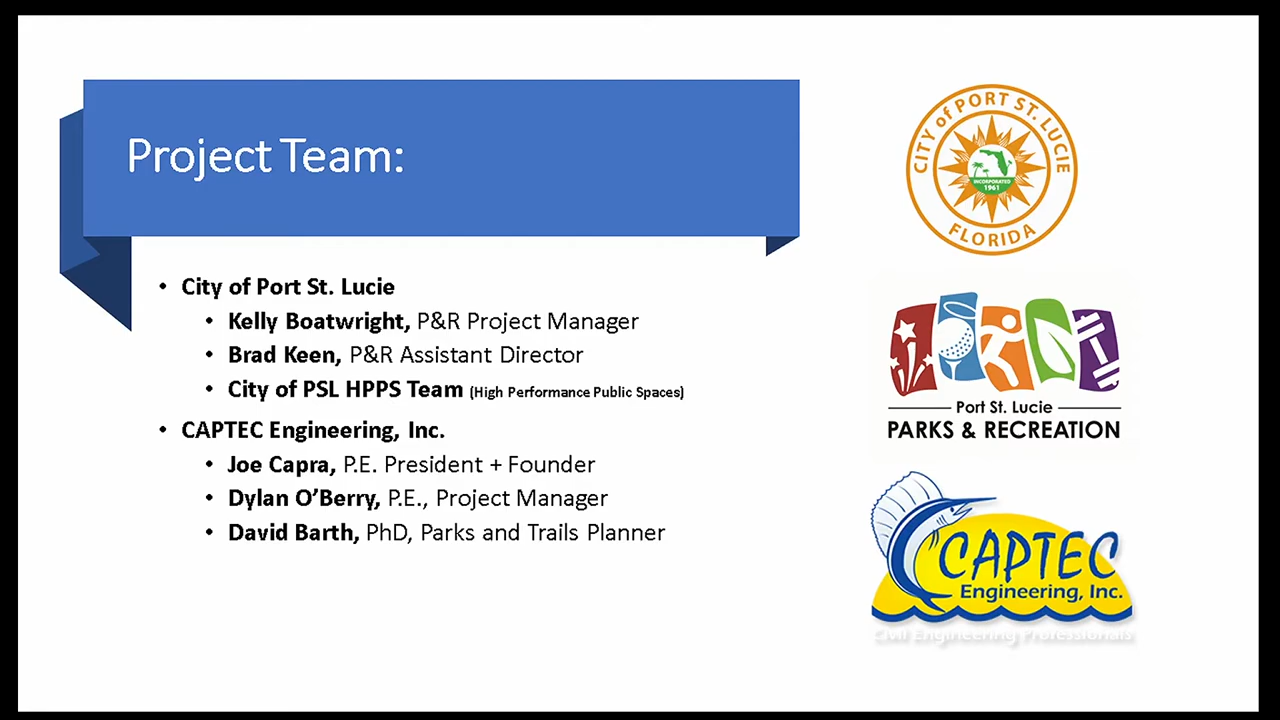 Project Team:
• City of Port St. Lucie
• Kelly Boatwright, P&R Project Manager
• Brad Keen, P&R Assistant Director
• City of PSL HPPS Team (High Performance Public Spaces)
• CAPTEC Engineering, Inc.
• Joe Capra, P.E. President + Founder
• Dylan O’Berry, P.E., Project Manager
• David Barth, PhD, Parks and Trails Planner
CITY of PORT ST. LUCIE
INCORPORATED
1961
FLORIDA
Port St. Lucie
PARKS & RECREATION
CAPTEC
Engineering, Inc.
Civil Engineering Professionals